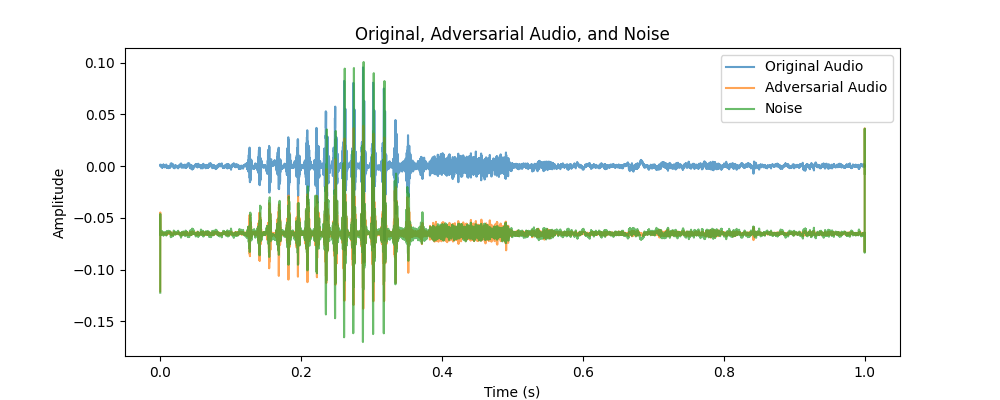 Original, Adversarial Audio, and Noise
Original Audio
Adversarial Audio
Noise
Amplitude
0.10
0.05
0.00
−0.05
−0.10
−0.15
0.0 0.2 0.4 0.6 0.8 1.0
Time (s)